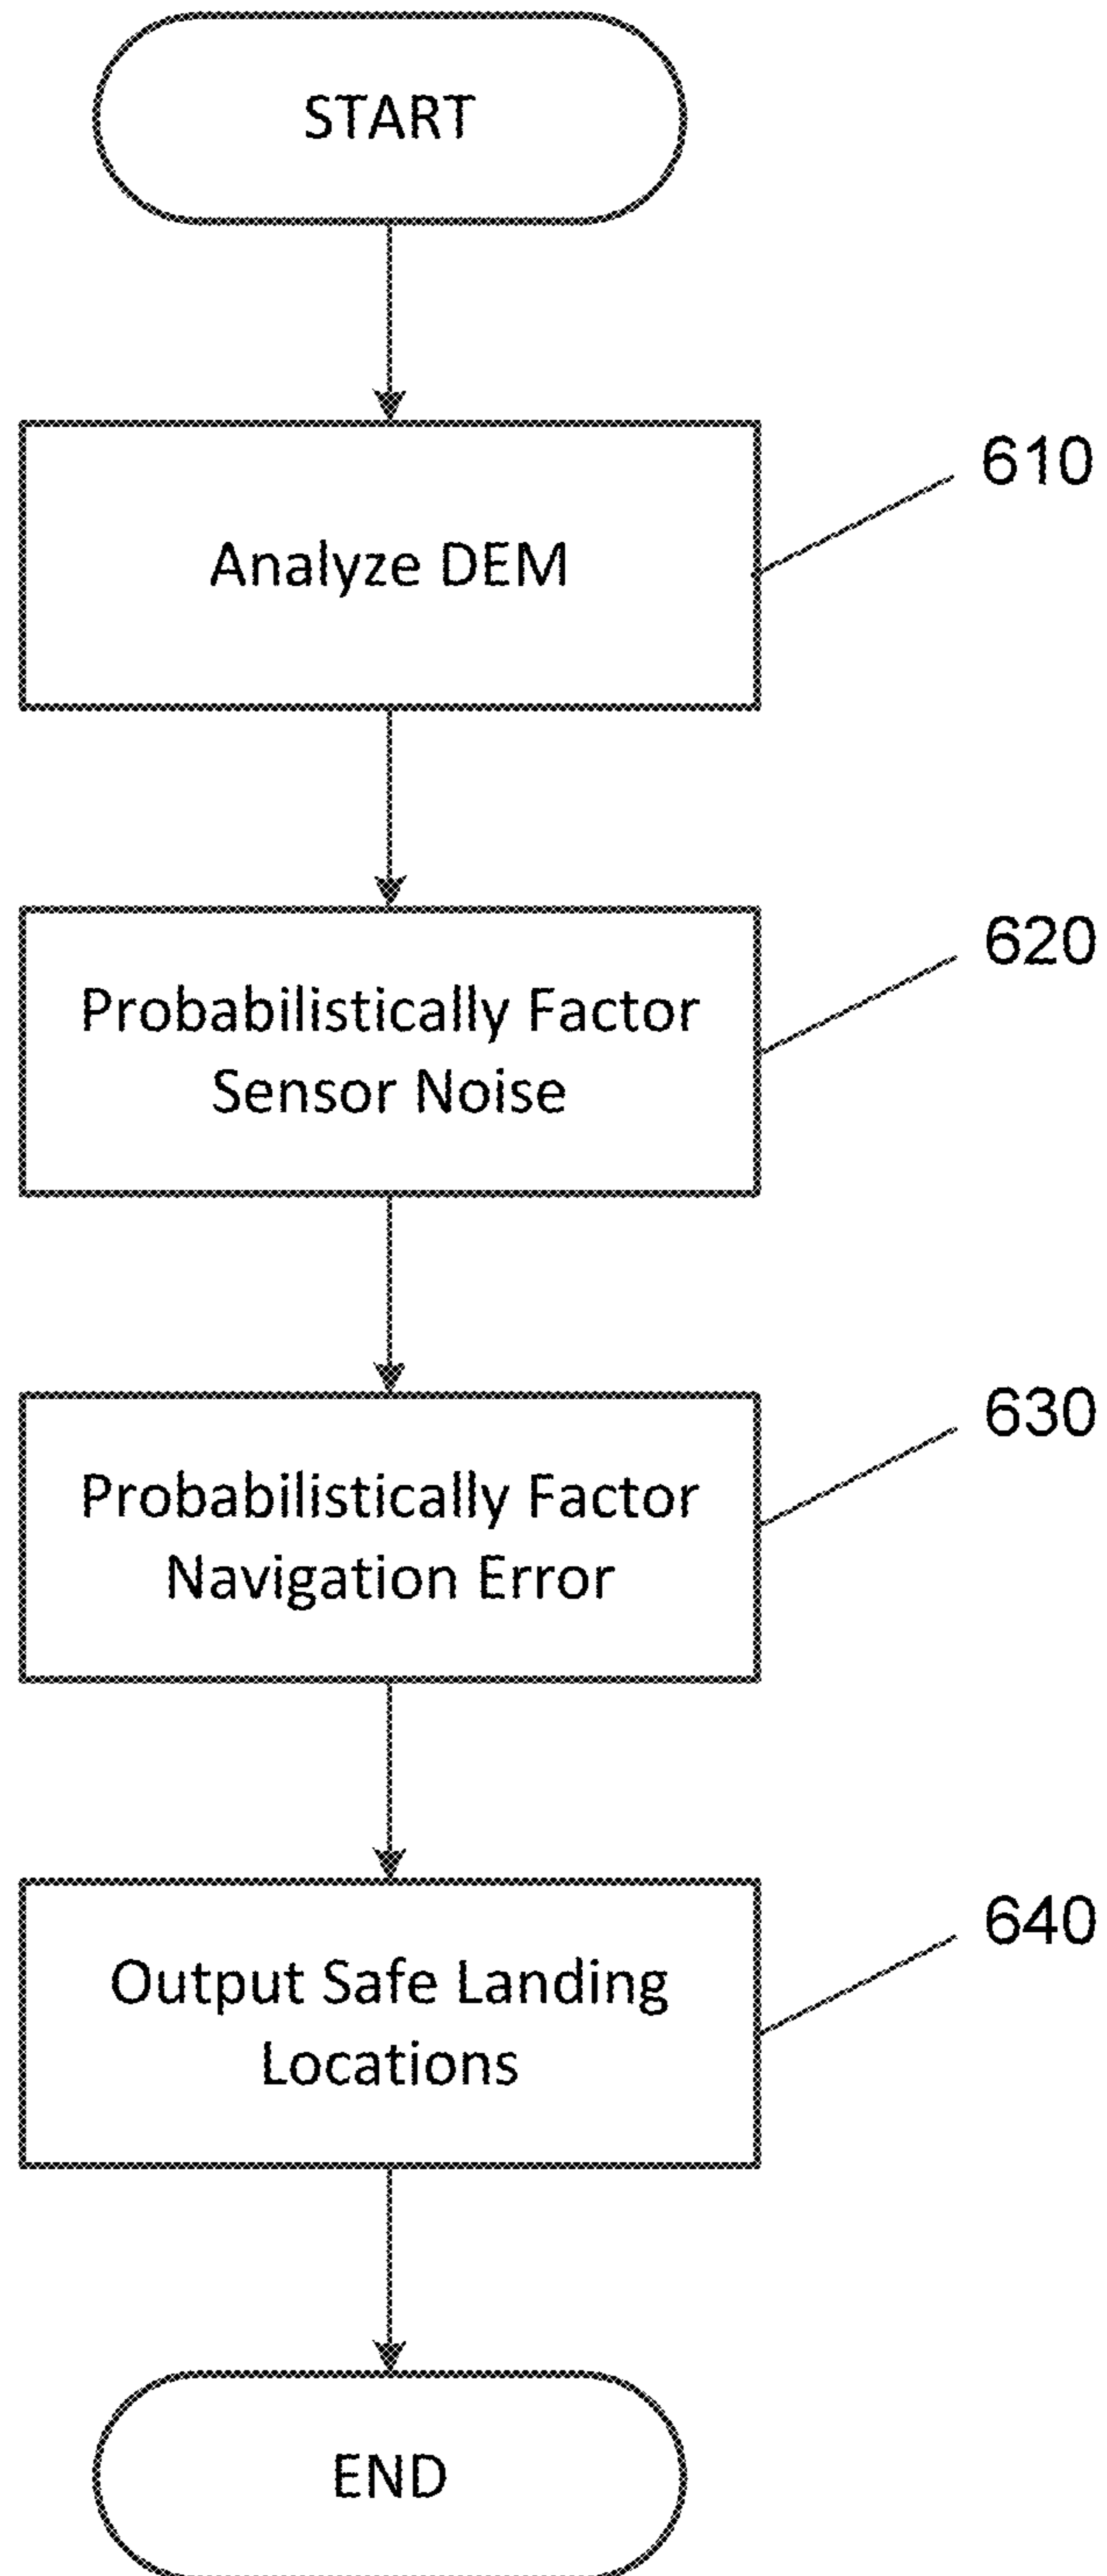 START
Analyze DEM
610
Probabilistically Factor
Sensor Noise
620
Probabilistically Factor
Navigation Error
630
Output Safe Landing
Locations
640
END